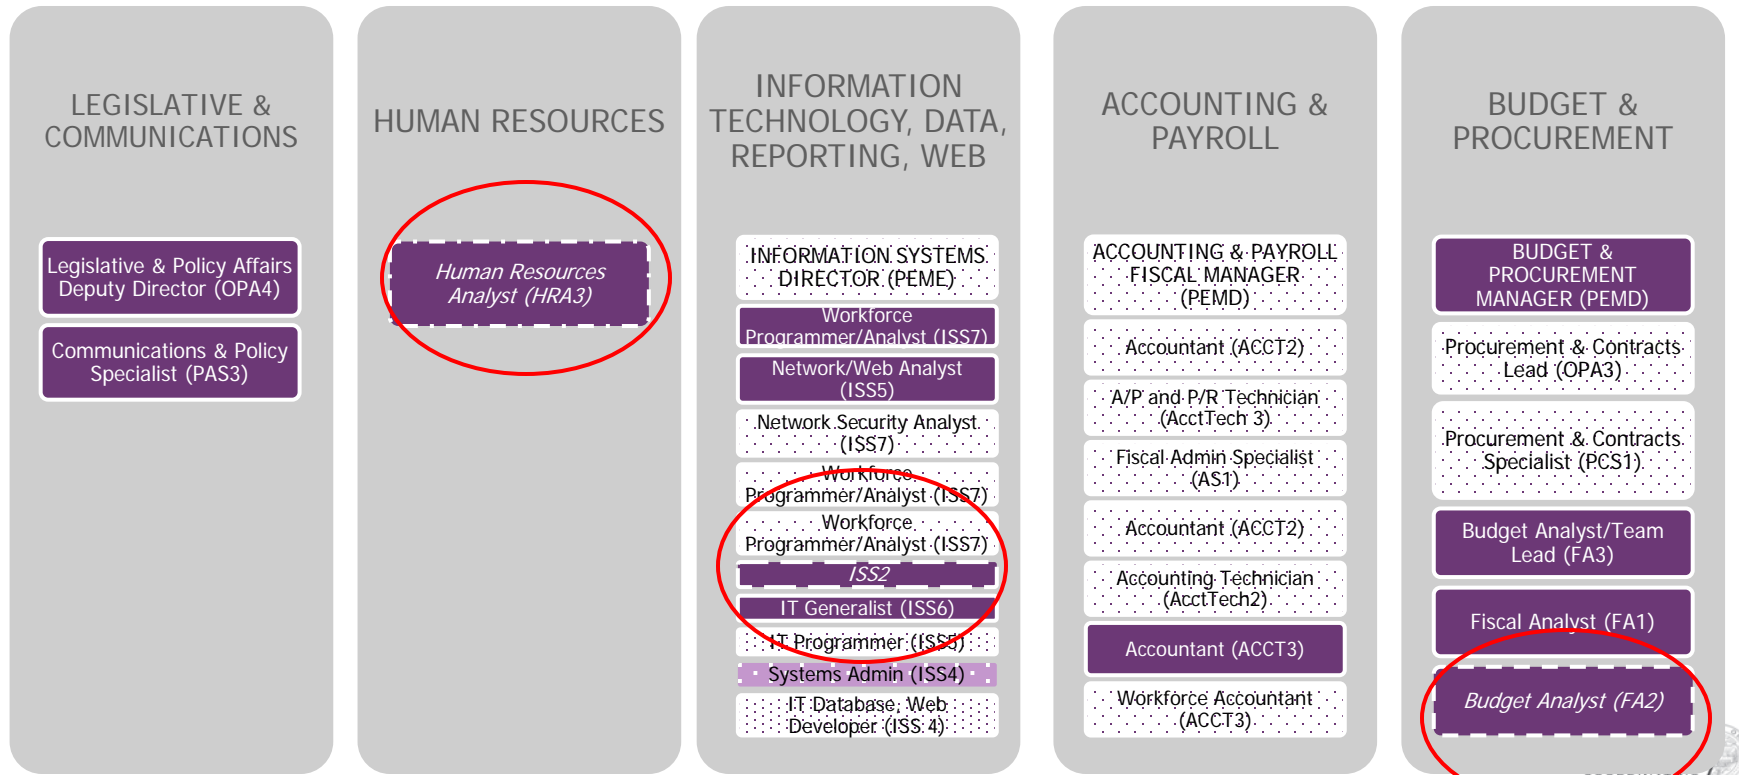 LEGISLATIVE &
COMMUNICATIONS
Legislative & Policy Affairs
Deputy Director (OPA4)
Communications & Policy
Specialist (PAS3)
HUMAN RESOURCES
Human Resources
Analyst (HRA3)
INFORMATION
TECHNOLOGY, DATA,
REPORTING, WEB
INFORMATION SYSTEMS
DIRECTOR (PEME)
Workforce
Programmer/Analyst (ISS7)
Network/Web Analyst
(ISS5)
Network Security Analyst
(ISS7)
Workforce
Programmer/Analyst (ISS7)
Workforce
Programmer/Analyst (ISS7)
ISS2
IT Generalist (ISS6)
IT Programmer (ISS5)
Systems Admin (ISS4)
IT Database, Web
Developer (ISS 4)
ACCOUNTING &
PAYROLL
ACCOUNTING & PAYROLL
FISCAL MANAGER
(PEMD)
Accountant (ACCT2)
A/P and P/R Technician
(AcctTech 3)
Fiscal Admin Specialist
(AS1)
Accountant (ACCT2)
Accounting Technician
(AcctTech2)
Accountant (ACCT3)
Workforce Accountant
(ACCT3)
BUDGET &
PROCUREMENT
BUDGET &
PROCUREMENT
MANAGER (PEMD)
Procurement & Contracts
Lead (OPA3)
Procurement & Contracts
Specialist (PCS1)
Budget Analyst/Team
Lead (FA3)
Fiscal Analyst (FA1)
Budget Analyst (FA2)